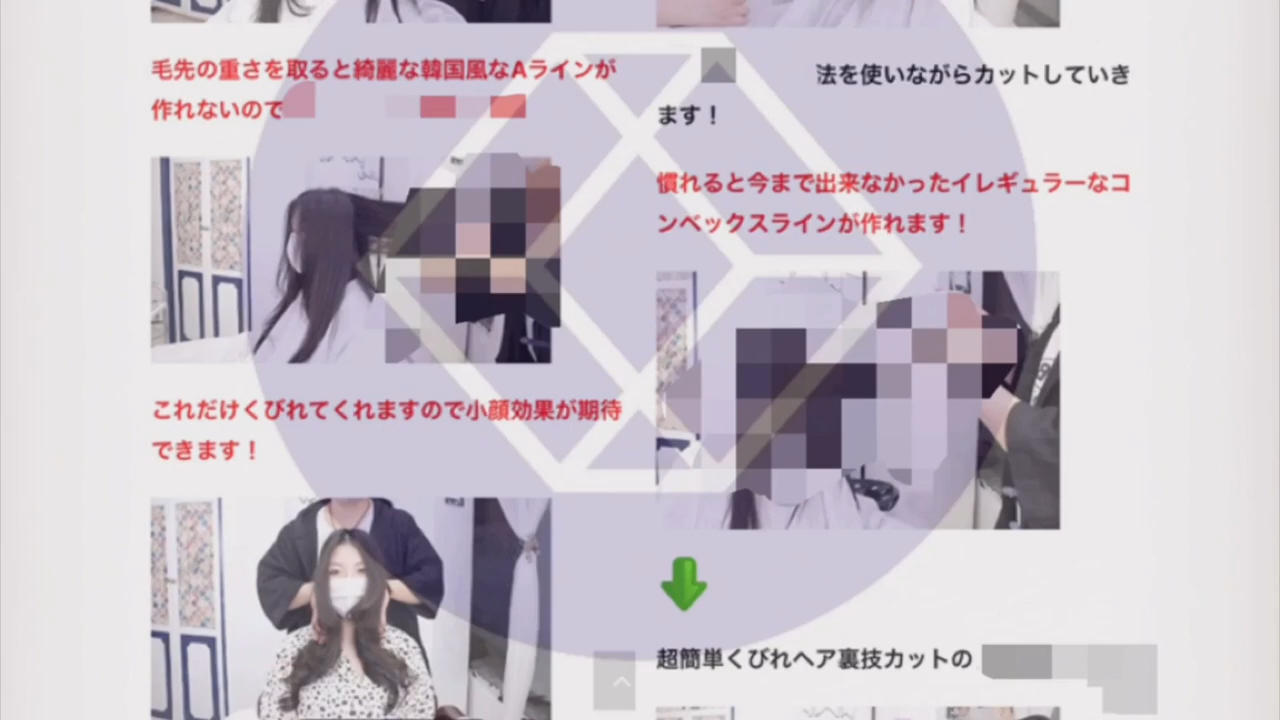 毛先の重さを取ると綺麗な韓国風なAラインが
作れないので
これだけくびれてくれますので小顔効果が期待
できます！
法を使いながらカットしていき
ます！
慣れると今まで出来なかったイレギュラーなコ
ンベックスラインが作れます！
超簡単くびれヘア裏技カットの